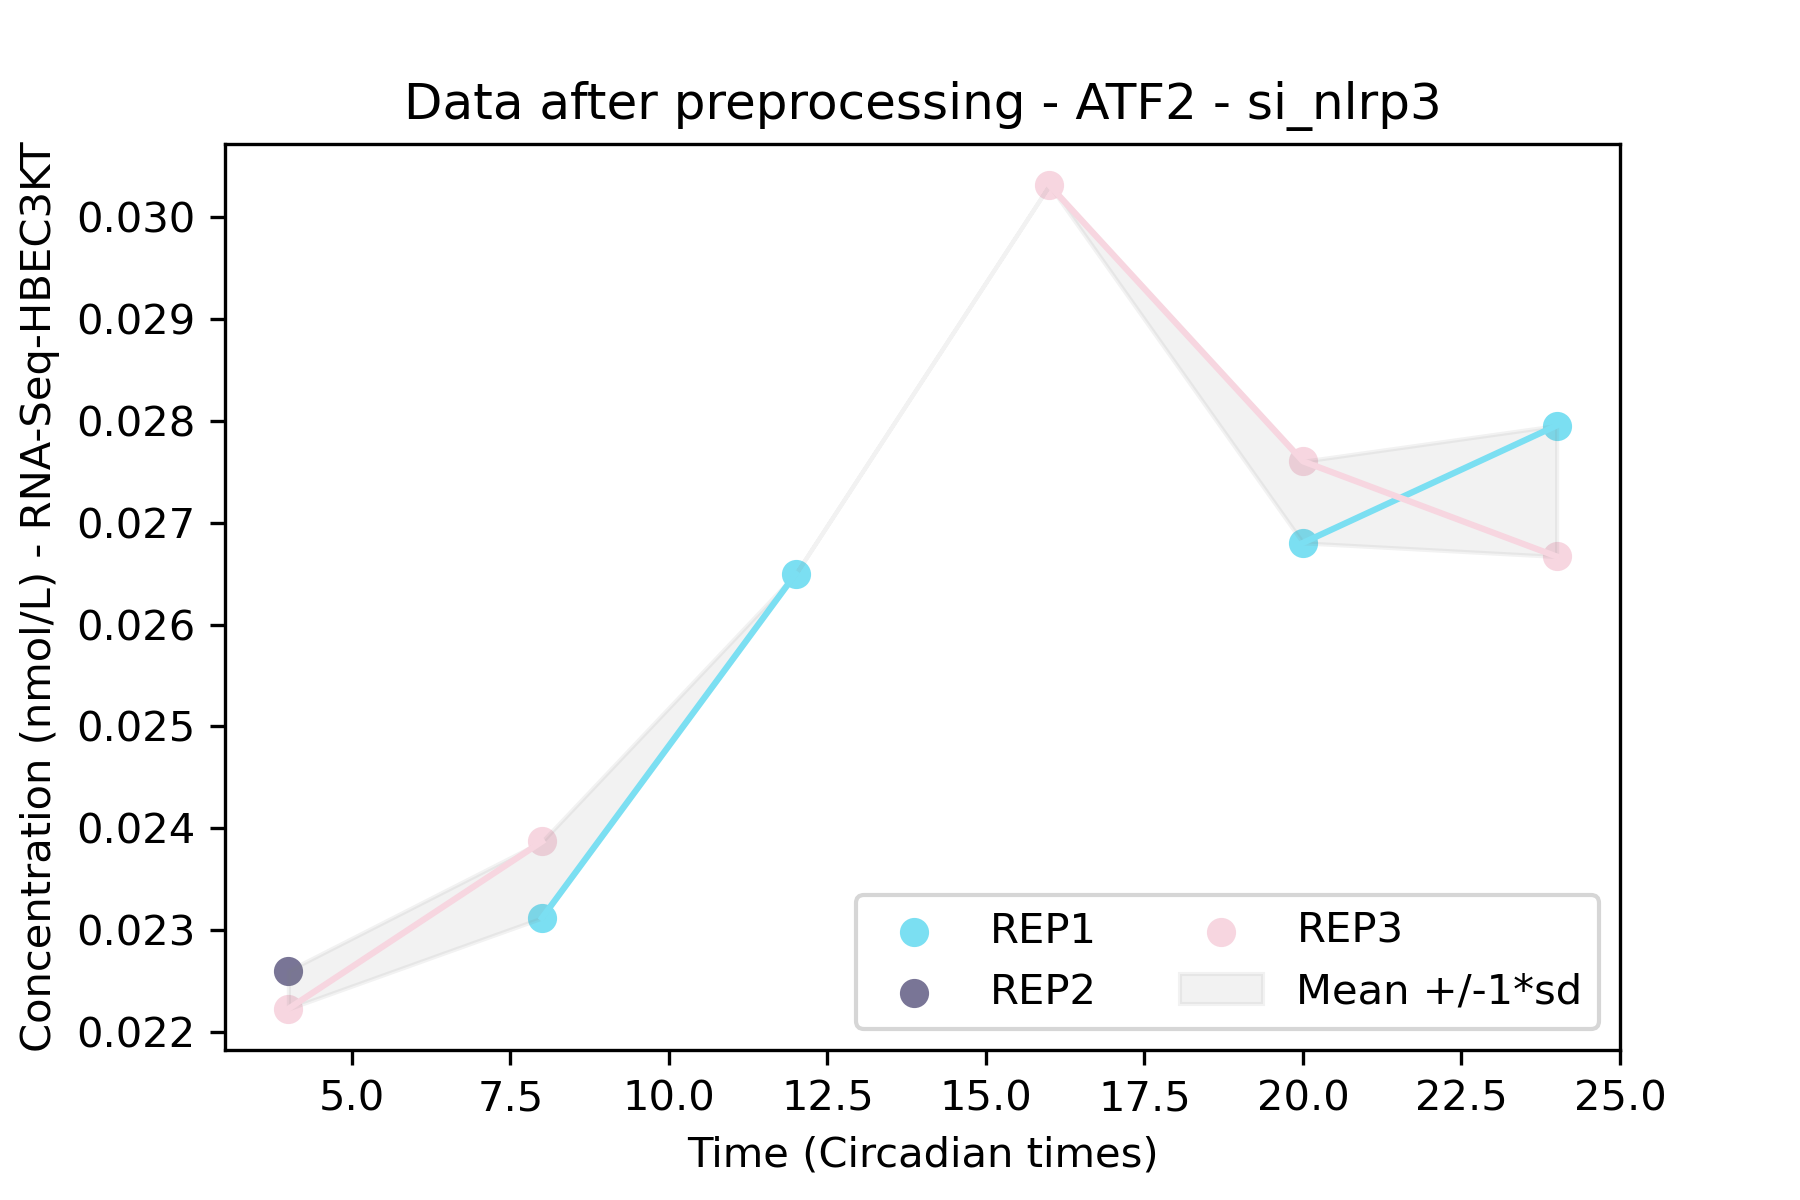 Data after preprocessing - ATF2 - si_nlrp3
Concentration (nmol/L) - RNA-Seq-HBEC3KT
0.030
0.029
0.028
0.027
0.026
0.025
0.024
0.023
0.022
REP1
REP2
REP3
Mean +/-1*sd
5.0
7.5
10.0
12.5
15.0
17.5
20.0
22.5
25.0
Time (Circadian times)